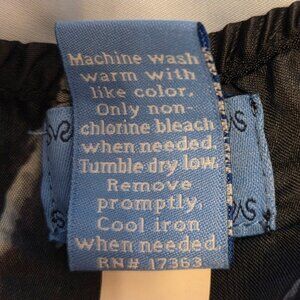 Machine wash
warm with
like color.
Only non-
chlorine bleach
when needed.
Tumble dry low.
Remove
promptly.
Cool iron
when needed.
RN# 17363